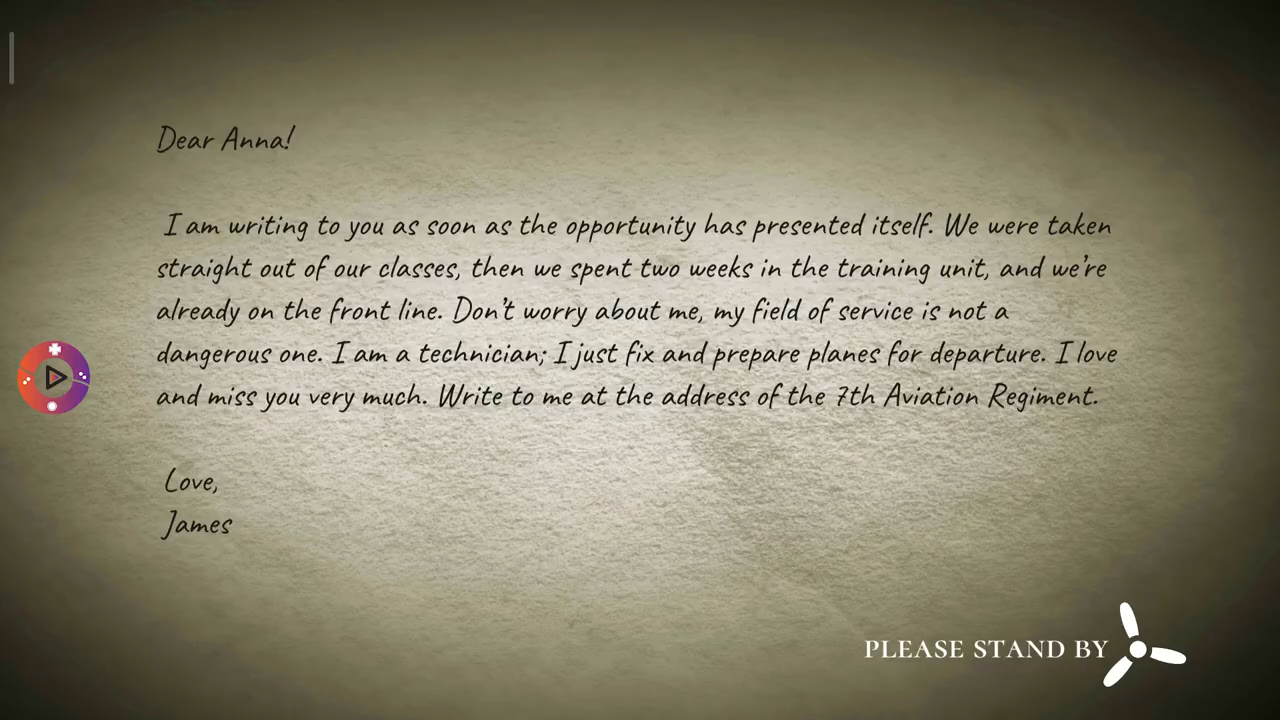 Dear Anna!
I am writing to you as soon as the opportunity has presented itself. We were taken
straight out of our classes, then we spent two weeks in the training unit, and we're
already on the front line. Don't worry about me, my field of service is not a
dangerous one. I am a technician; I just fix and prepare planes for departure. I love
and miss you very much. Write to me at the address of the 7th Aviation Regiment.
Love,
James
PLEASE STAND BY